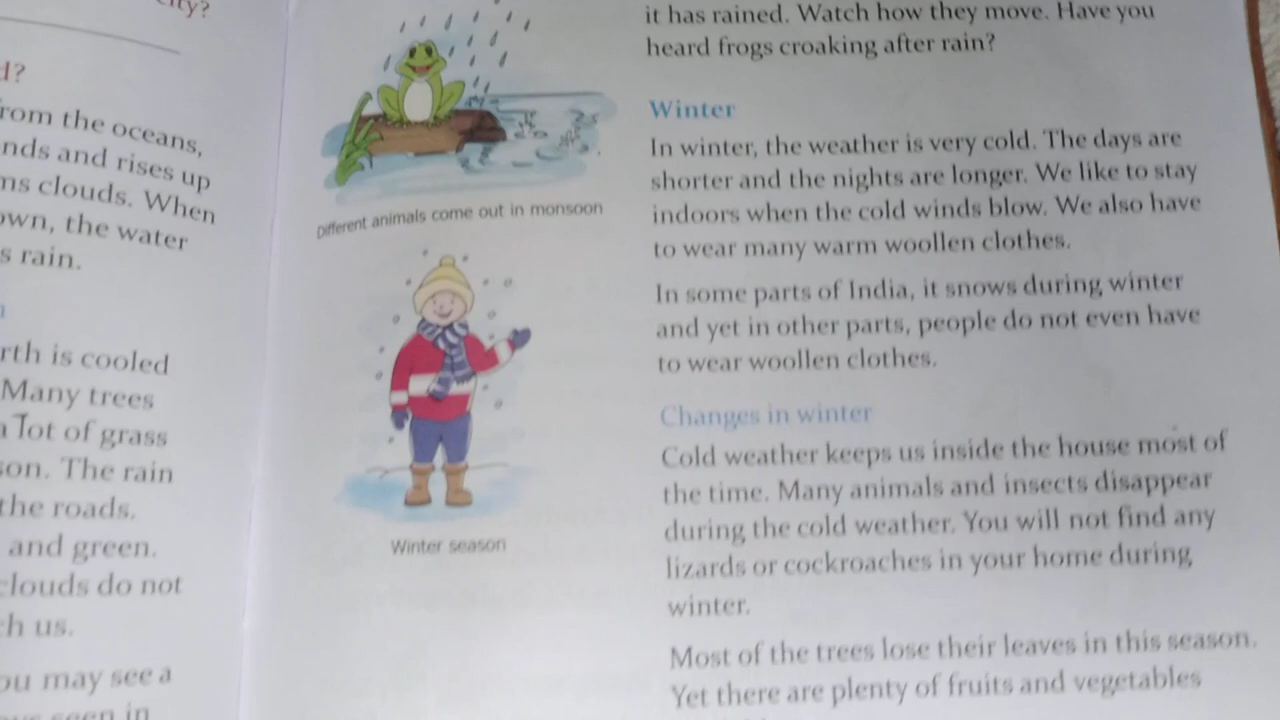 ity?
d?
from the oceans,
nds and rises up
ms clouds. When
own, the water
s rain.
rth is cooled
Many trees
a lot of grass
son. The rain
the roads.
and green.
clouds do not
ch us.
ou may see a
seen in
Different animals come out in monsoon
Winter season
it has rained. Watch how they move. Have you
heard frogs croaking after rain?
Winter
In winter, the weather is very cold. The days are
shorter and the nights are longer. We like to stay
indoors when the cold winds blow. We also have
to wear many warm woollen clothes.
In some parts of India, it snows during winter
and yet in other parts, people do not even have
to wear woollen clothes.
Changes in winter
Cold weather keeps us inside the house most of
the time. Many animals and insects disappear
during the cold weather. You will not find any
lizards or cockroaches in your home during
winter.
Most of the trees lose their leaves in this season.
Yet there are plenty of fruits and vegetables